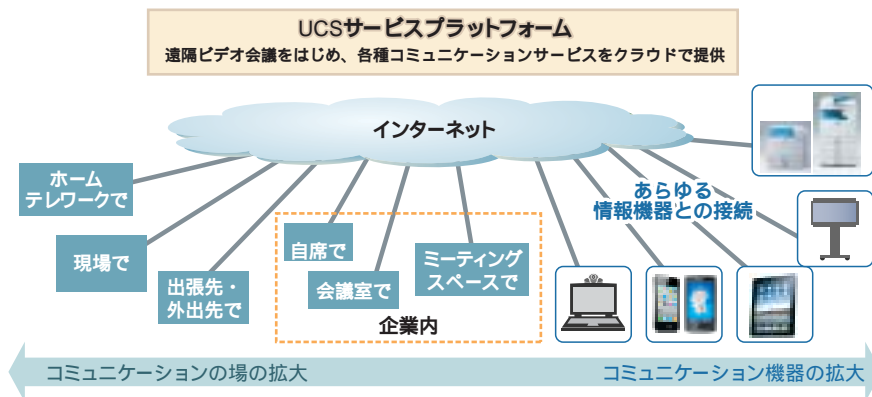 UCSサービスプラットフォーム
遠隔ビデオ会議をはじめ、各種コミュニケーションサービスをクラウドで提供
インターネット
ホーム
テレワークで
現場で
出張先・
外出先で
自席で
会議室で
ミーティング
スペースで
企業内
あらゆる
情報機器との接続
コミュニケーションの場の拡大
コミュニケーション機器の拡大